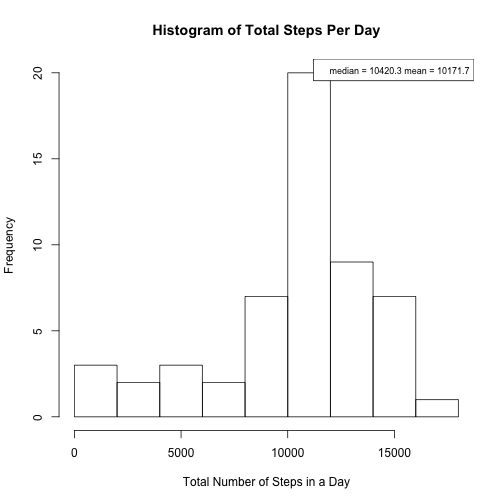 Histogram of Total Steps Per Day
median = 10420.3 mean = 10171.7
Frequency
20
15
10
5
0
0 5000 10000 15000
Total Number of Steps in a Day